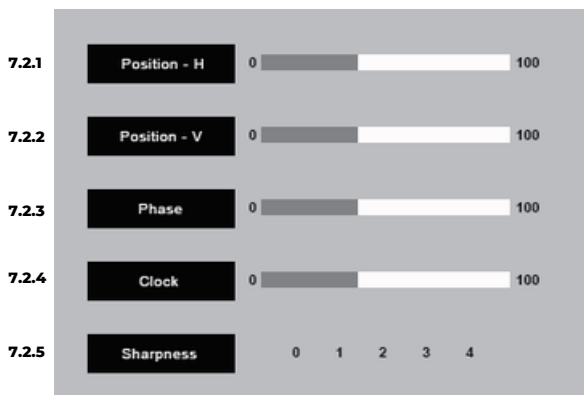 7.2.1 Position - H 0 100
7.2.2 Position - V 0 100
7.2.3 Phase 0 100
7.2.4 Clock 0 100
7.2.5 Sharpness 0 1 2 3 4